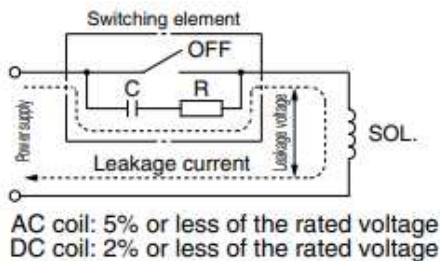 Switching element
OFF
C
R
Power supply
Leakage voltage
SOL.
Leakage current
AC coil: 5% or less of the rated voltage
DC coil: 2% or less of the rated voltage